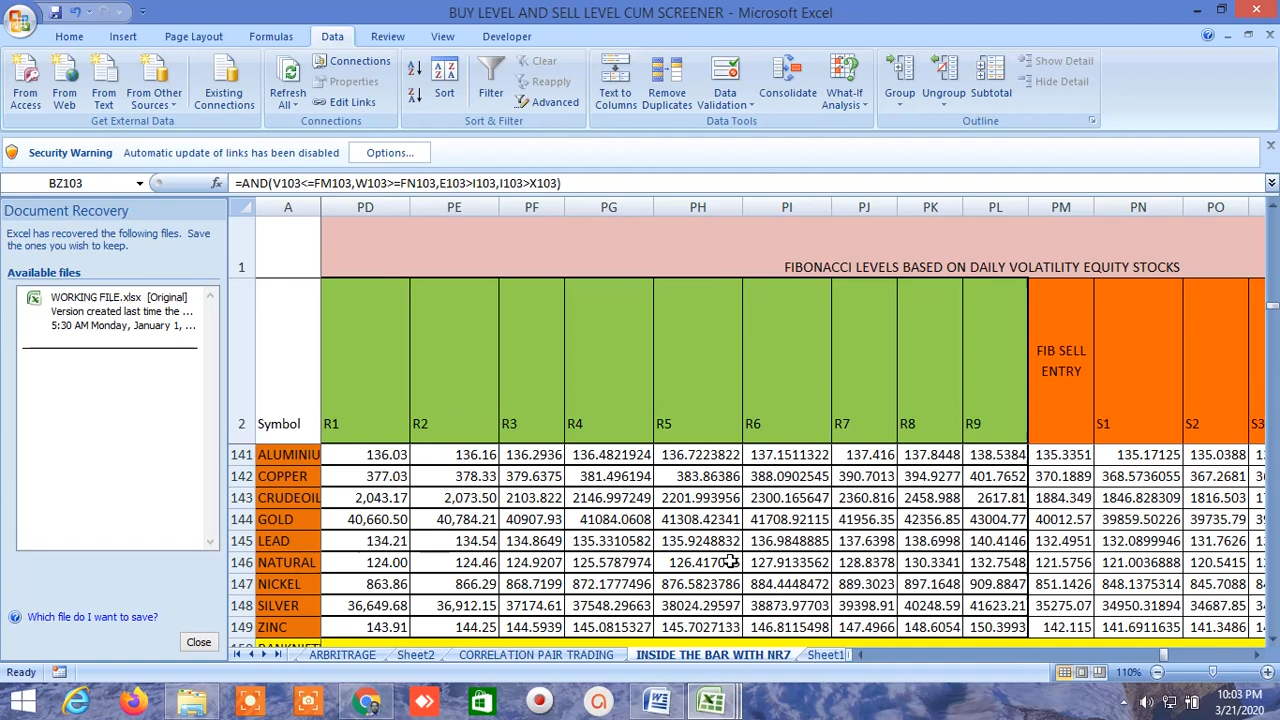 BUY LEVEL AND SELL LEVEL CUM SCREENER - Microsoft Excel
Home Insert Page Layout Formulas Data Review View Developer
From Access From Web From Text From Other Sources Existing Connections
Get External Data
Refresh All Connections Properties Edit Links
Connections
Sort Filter Clear Reapply Advanced
Sort & Filter
Text to Columns Remove Duplicates Data Validation Consolidate What-If Analysis
Data Tools
Group Ungroup Subtotal Show Detail Hide Detail
Outline
Security Warning Automatic update of links has been disabled Options...
BZ103 fx =AND(V103<=FM103,W103>=FN103,E103>I103,I103>X103)
Document Recovery
Excel has recovered the following files. Save the ones you wish to keep.
Available files
WORKING FILE.xlsx [Original]
Version created last time the ...
5:30 AM Monday, January 1, ...
Which file do I want to save?
Close
A PD PE PF PG PH PI PJ PK PL PM PN PO
1 FIBONACCI LEVELS BASED ON DAILY VOLATILITY EQUITY STOCKS
FIB SELL ENTRY
2 Symbol R1 R2 R3 R4 R5 R6 R7 R8 R9 S1 S2 S3
141 ALUMINIU 136.03 136.16 136.2936 136.4821924 136.7223822 137.1511322 137.416 137.8448 138.5384 135.3351 135.17125 135.0388
142 COPPER 377.03 378.33 379.6375 381.496194 383.86386 388.0902545 390.7013 394.9277 401.7652 370.1889 368.5736055 367.2681
143 CRUDEOIL 2,043.17 2,073.50 2103.822 2146.997249 2201.993956 2300.165647 2360.816 2458.988 2617.81 1884.349 1846.828309 1816.503
144 GOLD 40,660.50 40,784.21 40907.93 41084.0608 41308.42341 41708.92115 41956.35 42356.85 43004.77 40012.57 39859.50226 39735.79
145 LEAD 134.21 134.54 134.8649 135.3310582 135.9248832 136.9848885 137.6398 138.6998 140.4146 132.4951 132.0899946 131.7626
146 NATURAL 124.00 124.46 124.9207 125.5787974 127.9133562 128.8378 130.3341 132.7548 121.5756 121.0036888 120.5415
147 NICKEL 863.86 866.29 868.7199 872.1777496 876.5823786 884.4448472 889.3023 897.1648 909.8847 851.1426 848.1375314 845.7088
148 SILVER 36,649.68 36,912.15 37174.61 37548.29663 38024.29597 38873.97703 39398.91 40248.59 41623.21 35275.07 34950.31894 34687.85
149 ZINC 143.91 144.25 144.5939 145.0815327 145.7027133 146.8115498 147.4966 148.6054 150.3993 142.115 141.6911635 141.3486
ARBITRAGE Sheet2 CORRELATION PAIR TRADING INSIDE THE BAR WITH NR7 Sheet1
Ready 110%
10:03 PM
3/21/2020